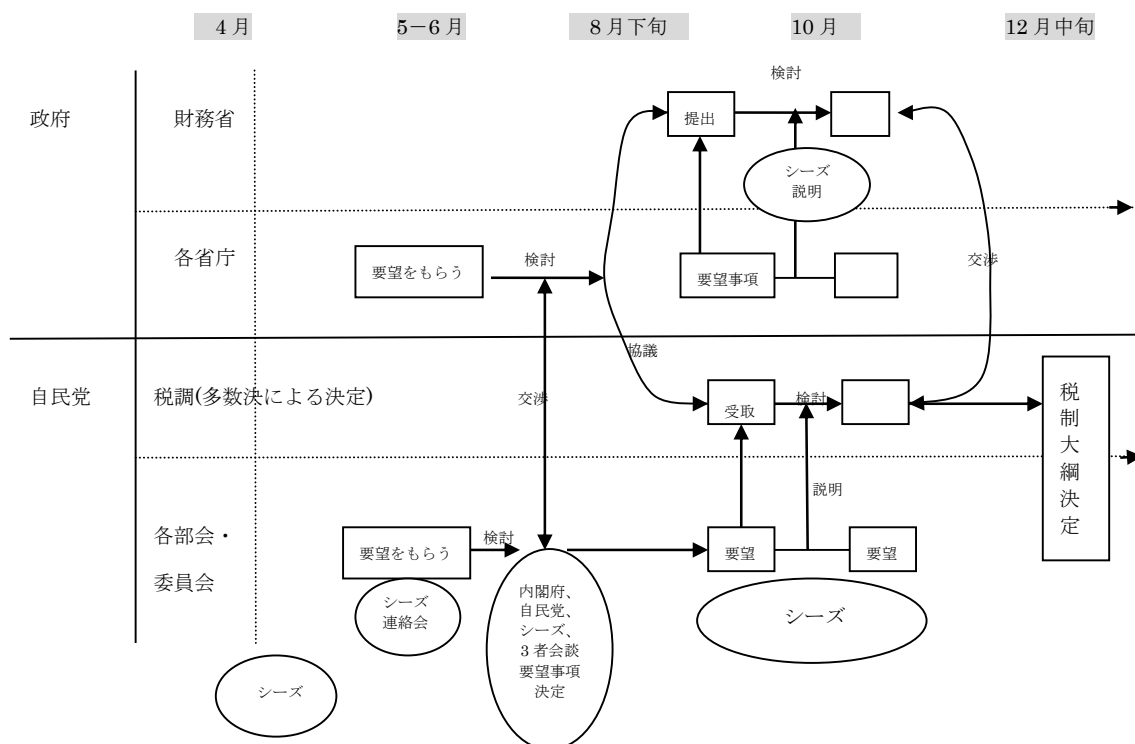 4月
5－6月
8月下旬
10月
12月中旬
検討
政府
財務省
提出
シーズ
説明
各省庁
要望をもらう
検討
要望事項
交渉
協議
自民党
税調(多数決による決定)
交渉
受取
検討
税制大綱決定
説明
各部会・
委員会
要望をもらう
検討
要望
要望
シーズ
連絡会
内閣府、
自民党、
シーズ、
3者会談
要望事項
決定
シーズ
シーズ